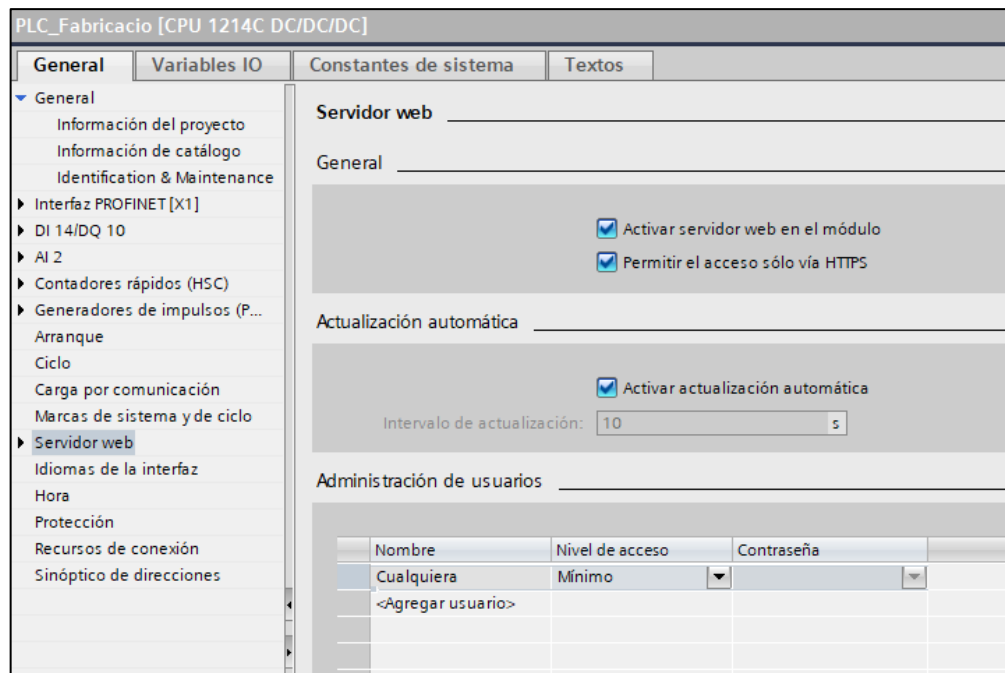 PLC_Fabricacio [CPU 1214C DC/DC/DC]
General
Variables IO
Constantes de sistema
Textos
General
Información del proyecto
Información de catálogo
Identification & Maintenance
Interfaz PROFINET [X1]
DI 14/DQ 10
AI 2
Contadores rápidos (HSC)
Generadores de impulsos (P...
Arranque
Ciclo
Carga por comunicación
Marcas de sistema y de ciclo
Servidor web
Idiomas de la interfaz
Hora
Protección
Recursos de conexión
Sinóptico de direcciones
Servidor web
General
Activar servidor web en el módulo
Permitir el acceso sólo vía HTTPS
Actualización automática
Activar actualización automática
Intervalo de actualización: 10 s
Administración de usuarios
Nombre Nivel de acceso Contraseña
Cualquiera Mínimo
<Agregar usuario>